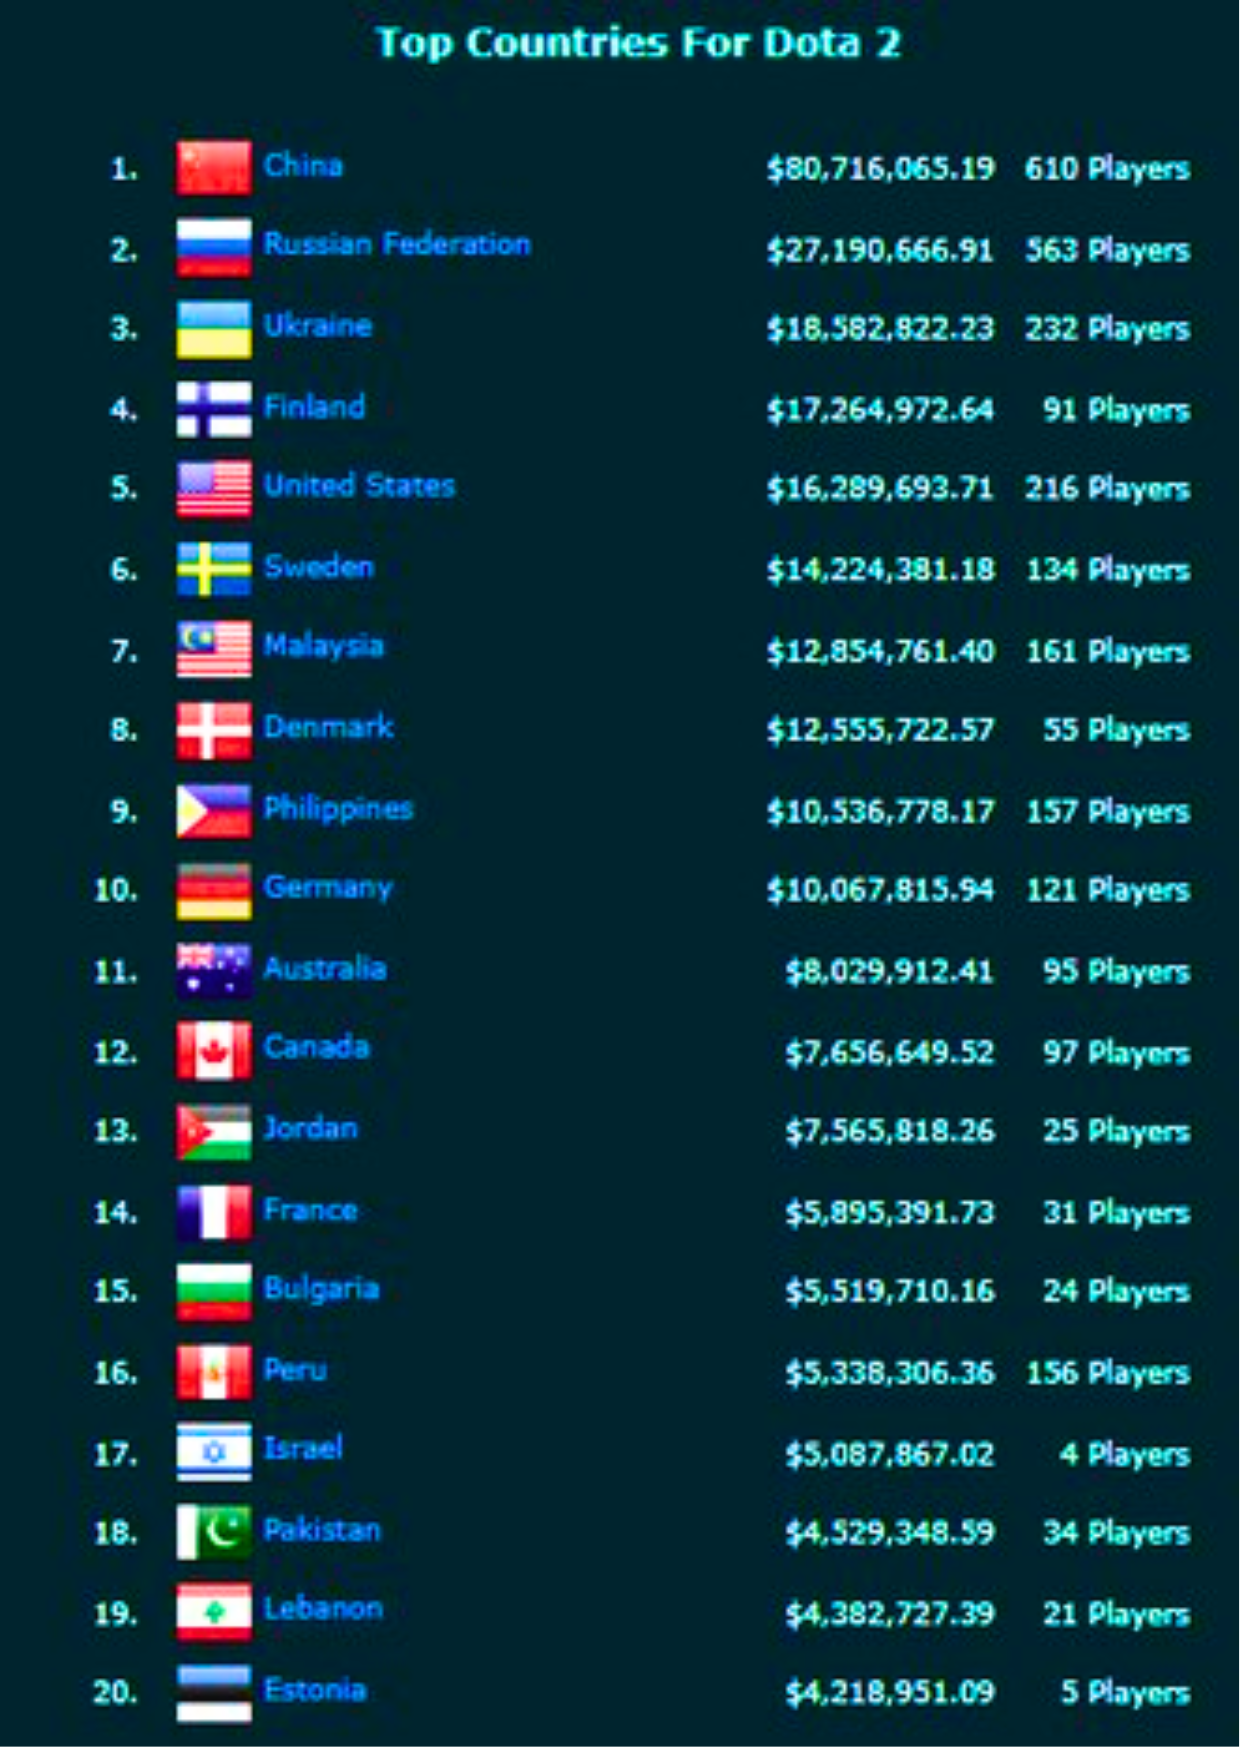 Top Countries For Dota 2
1. China $80,716,065.19 610 Players
2. Russian Federation $27,190,666.91 563 Players
3. Ukraine $18,582,822.23 232 Players
4. Finland $17,264,972.64 91 Players
5. United States $16,289,693.71 216 Players
6. Sweden $14,224,381.18 134 Players
7. Malaysia $12,854,761.40 161 Players
8. Denmark $12,555,722.57 55 Players
9. Philippines $10,536,778.17 157 Players
10. Germany $10,067,815.94 121 Players
11. Australia $8,029,912.41 95 Players
12. Canada $7,656,649.52 97 Players
13. Jordan $7,565,818.26 25 Players
14. France $5,895,391.73 31 Players
15. Bulgaria $5,519,710.16 24 Players
16. Peru $5,338,306.36 156 Players
17. Israel $5,087,867.02 4 Players
18. Pakistan $4,529,348.59 34 Players
19. Lebanon $4,382,727.39 21 Players
20. Estonia $4,218,951.09 5 Players